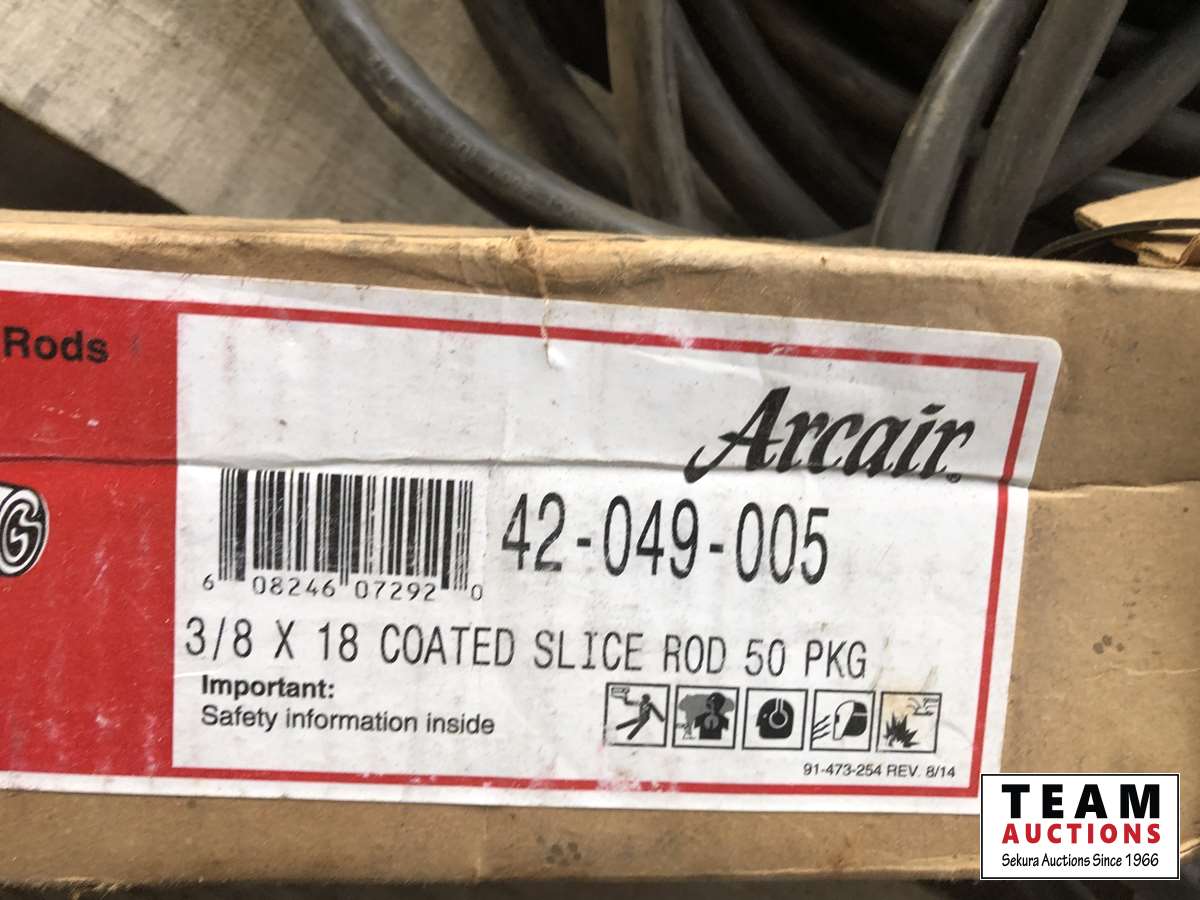 Rods
Arcair®
42-049-005
6 08246 07292 0
3/8 X 18 COATED SLICE ROD 50 PKG
Important:
Safety information inside
91-473-254 REV. 8/14
TEAM
AUCTIONS
Sekura Auctions Since 1966